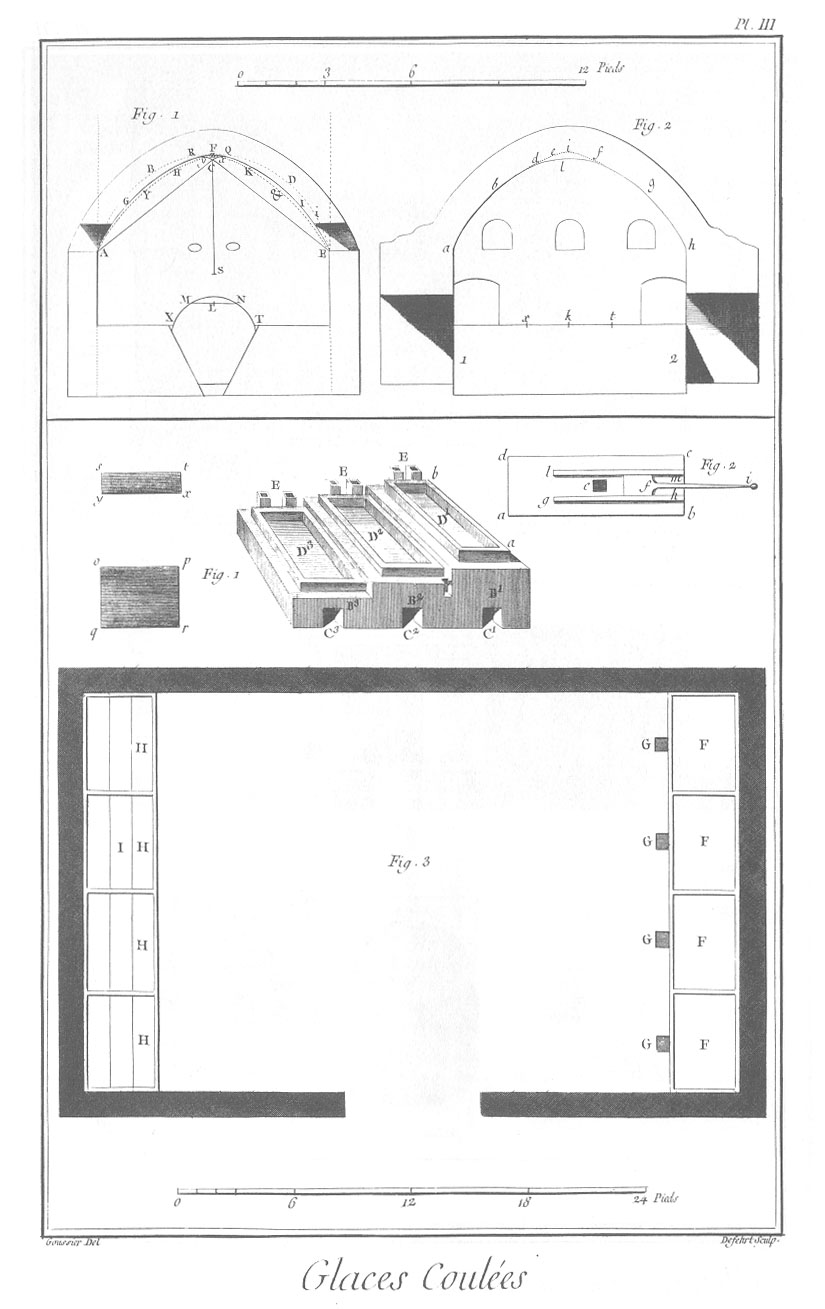 Pl. III
0 3 6 12 Pieds
Fig. 1
F
R Q
B H C K D
G Y & I i
A E
S
M L N
X T
Fig. 2
d e i f
l
b g
a h
x k t
1 2
s t
y x
o p
q r
Fig. 1
E E E
b
D3 D2 D1
a
B3 B2 B1
C3 C2 C1
d c
Fig. 2
l m
e f i
g h
a b
H G F
I H G F
Fig. 3
H G F
H G F
0 6 12 18 24 Pieds
Goussier Del Defehrt Sculp.
Glaces Coulées